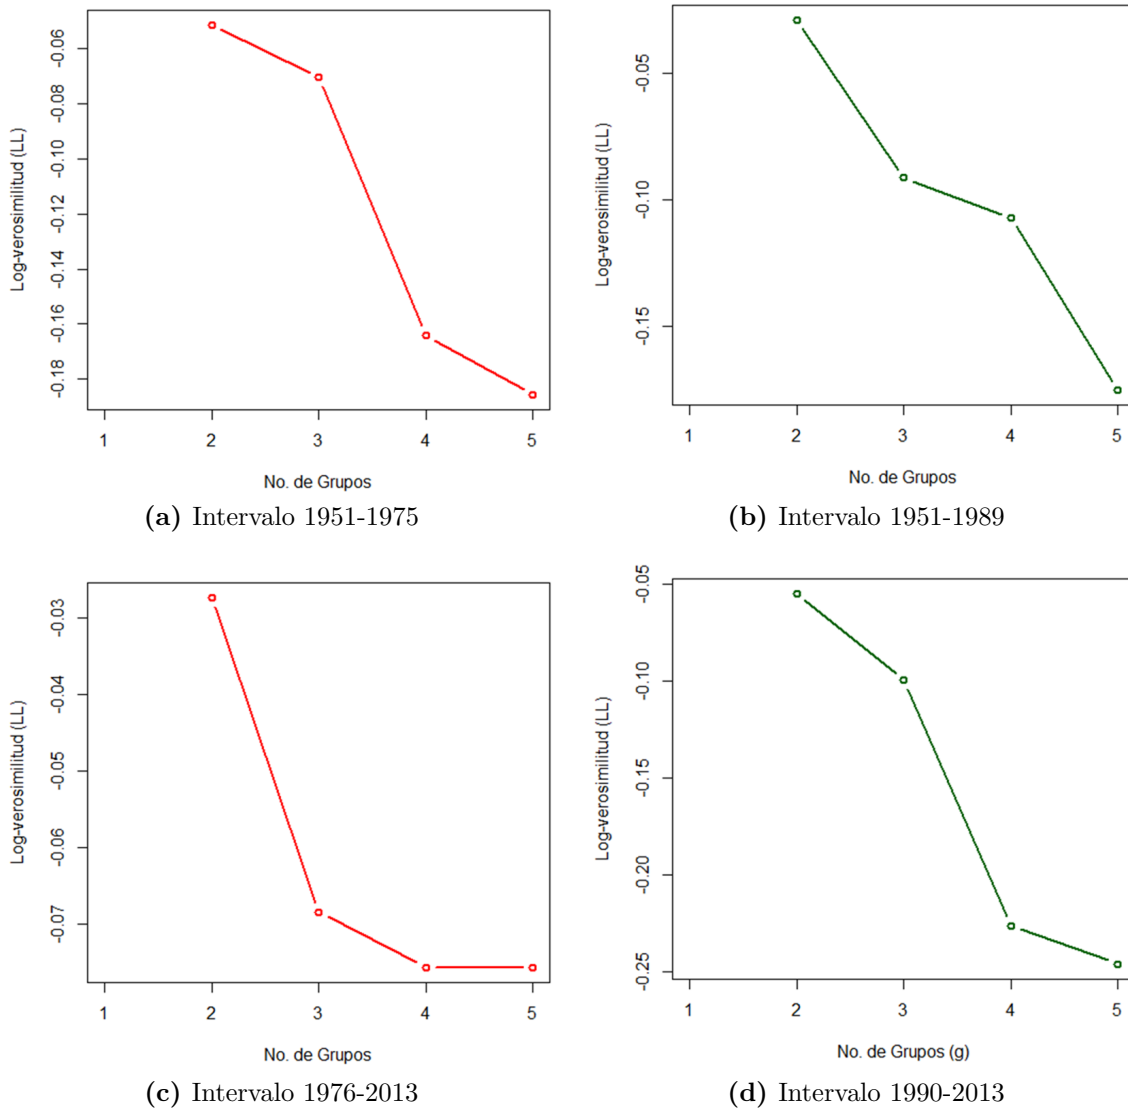 Log-verosimilitud (LL)
-0.06
-0.08
-0.10
-0.12
-0.14
-0.16
-0.18
1 2 3 4 5
No. de Grupos
(a) Intervalo 1951-1975
Log-verosimilitud (LL)
-0.05
-0.10
-0.15
1 2 3 4 5
No. de Grupos
(b) Intervalo 1951-1989
Log-verosimilitud (LL)
-0.03
-0.04
-0.05
-0.06
-0.07
1 2 3 4 5
No. de Grupos
(c) Intervalo 1976-2013
Log-verosimilitud (LL)
-0.05
-0.10
-0.15
-0.20
-0.25
1 2 3 4 5
No. de Grupos (g)
(d) Intervalo 1990-2013